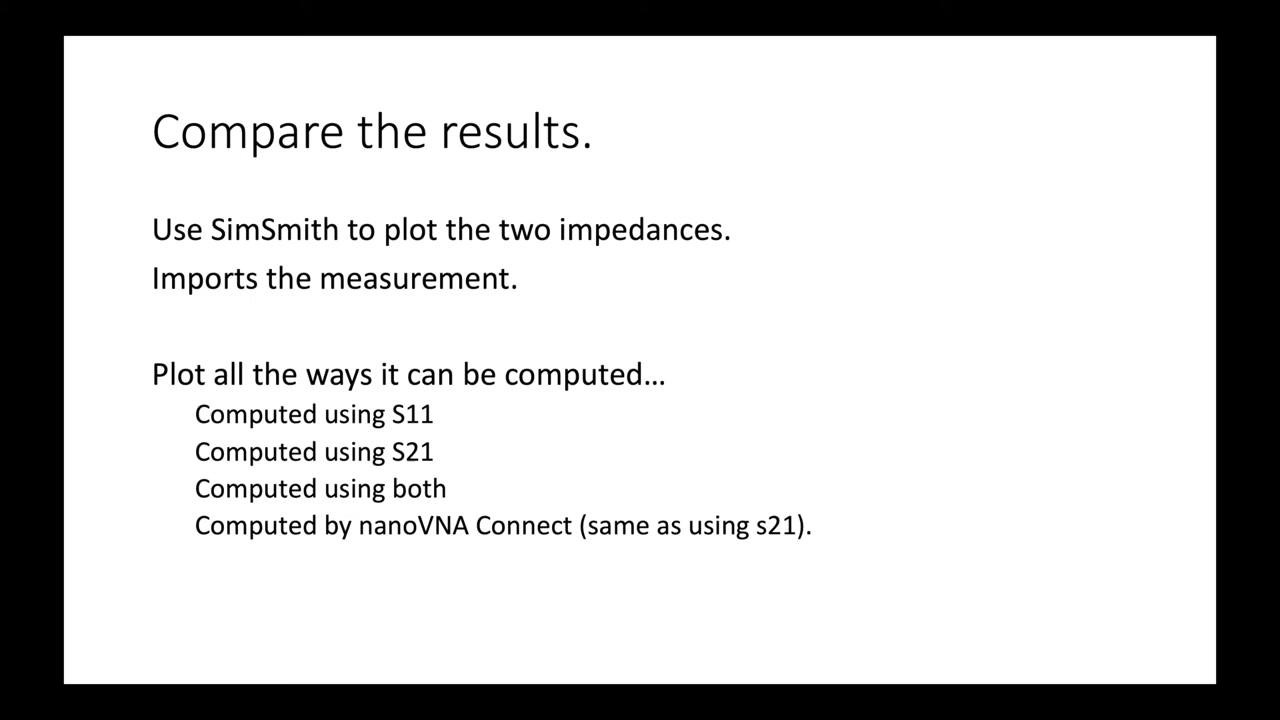 Compare the results.
Use SimSmith to plot the two impedances.
Imports the measurement.
Plot all the ways it can be computed…
Computed using S11
Computed using S21
Computed using both
Computed by nanoVNA Connect (same as using s21).